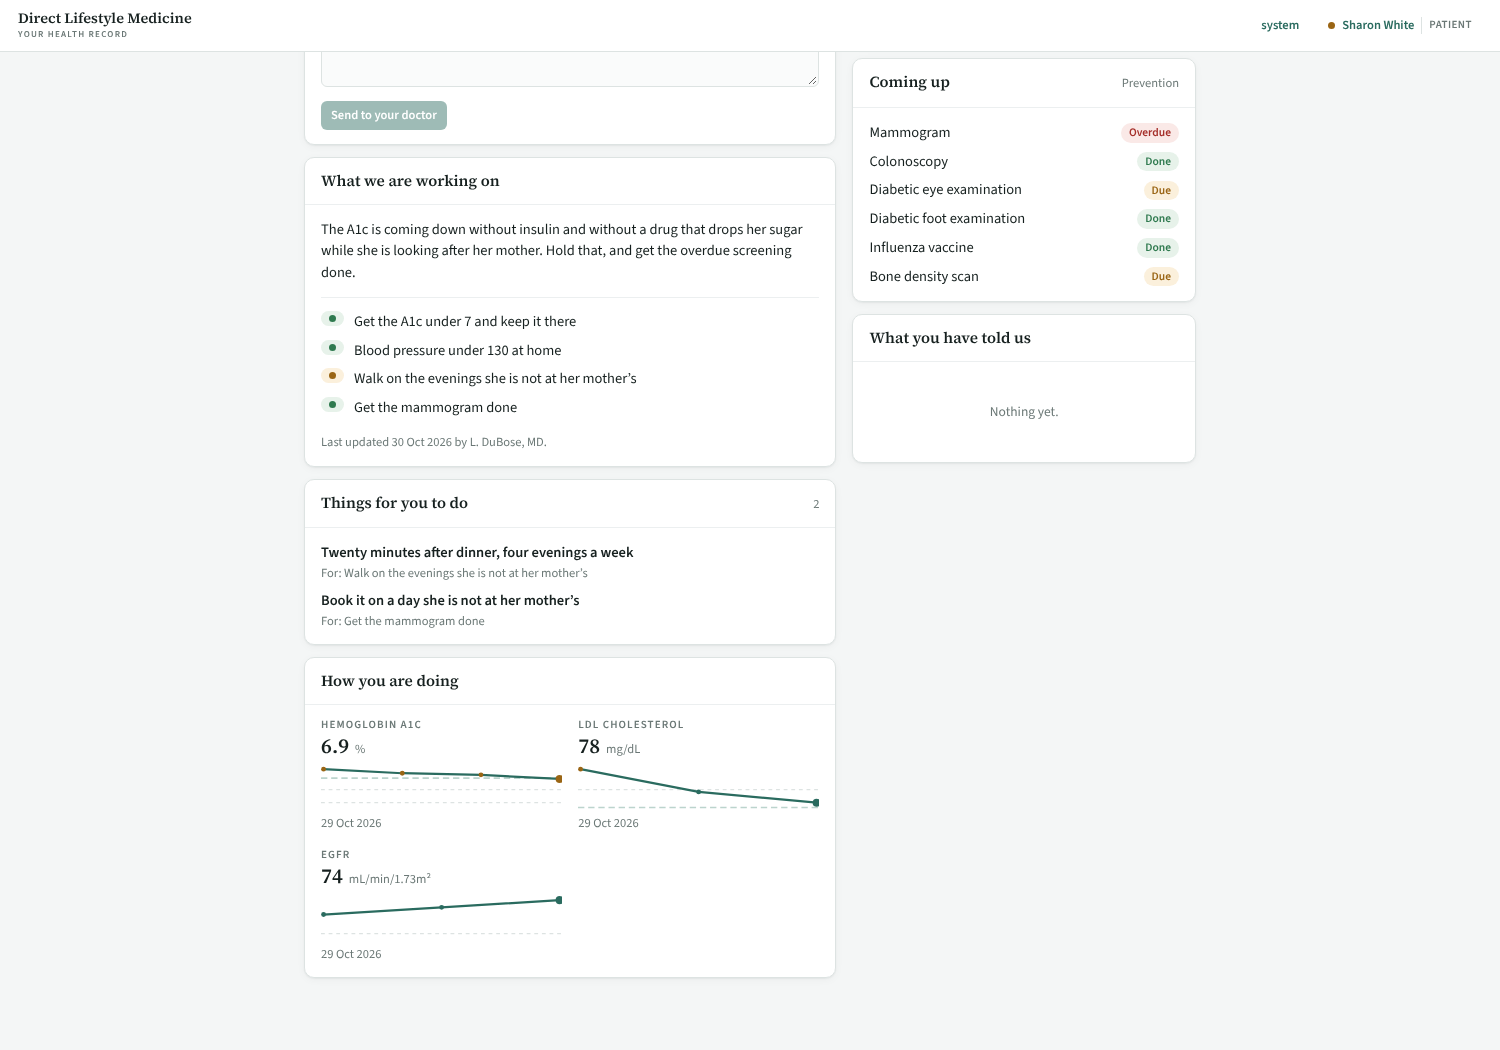 Direct Lifestyle Medicine
YOUR HEALTH RECORD
system
Sharon White
PATIENT
Send to your doctor
What we are working on
The A1c is coming down without insulin and without a drug that drops her sugar
while she is looking after her mother. Hold that, and get the overdue screening
done.
Get the A1c under 7 and keep it there
Blood pressure under 130 at home
Walk on the evenings she is not at her mother’s
Get the mammogram done
Last updated 30 Oct 2026 by L. DuBose, MD.
Things for you to do
2
Twenty minutes after dinner, four evenings a week
For: Walk on the evenings she is not at her mother’s
Book it on a day she is not at her mother’s
For: Get the mammogram done
How you are doing
HEMOGLOBIN A1C
6.9 %
29 Oct 2026
LDL CHOLESTEROL
78 mg/dL
29 Oct 2026
EGFR
74 mL/min/1.73m²
29 Oct 2026
Coming up
Prevention
Mammogram
Overdue
Colonoscopy
Done
Diabetic eye examination
Due
Diabetic foot examination
Done
Influenza vaccine
Done
Bone density scan
Due
What you have told us
Nothing yet.